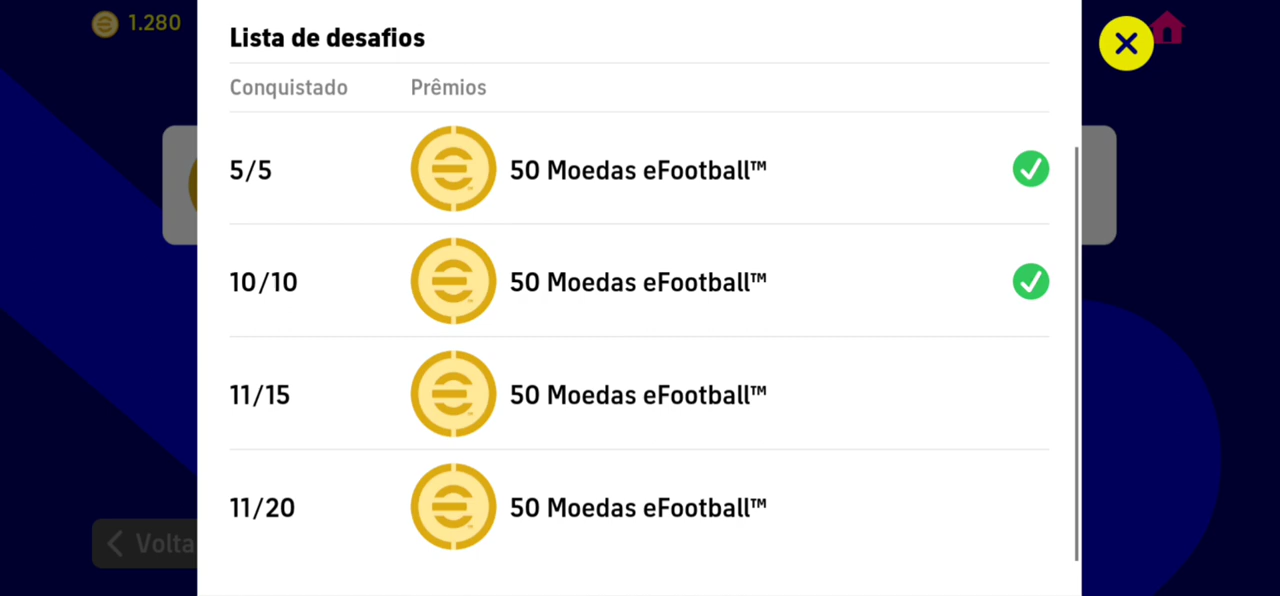 1.280
Lista de desafios
Conquistado Prêmios
5/5 50 Moedas eFootball™
10/10 50 Moedas eFootball™
11/15 50 Moedas eFootball™
11/20 50 Moedas eFootball™
Volta